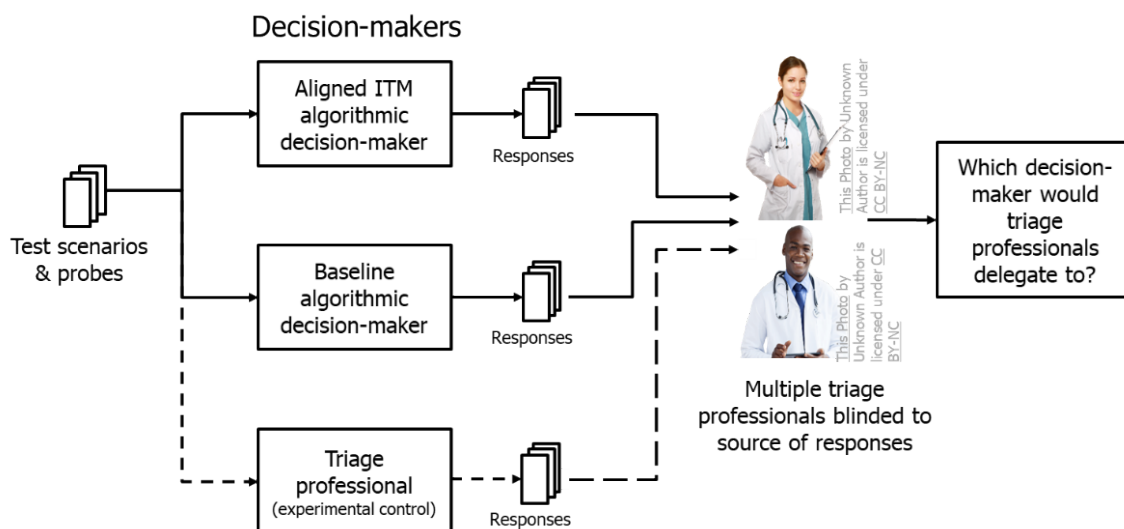 Decision-makers
Aligned ITM
algorithmic
decision-maker
Responses
Test scenarios
& probes
Baseline
algorithmic
decision-maker
Responses
Triage
professional
(experimental control)
Responses
This Photo by Unknown
Author is licensed under
CC BY-NC
This Photo by
Unknown Author is
licensed under CC
BY-NC
Multiple triage
professionals blinded to
source of responses
Which decision-
maker would
triage
professionals
delegate to?